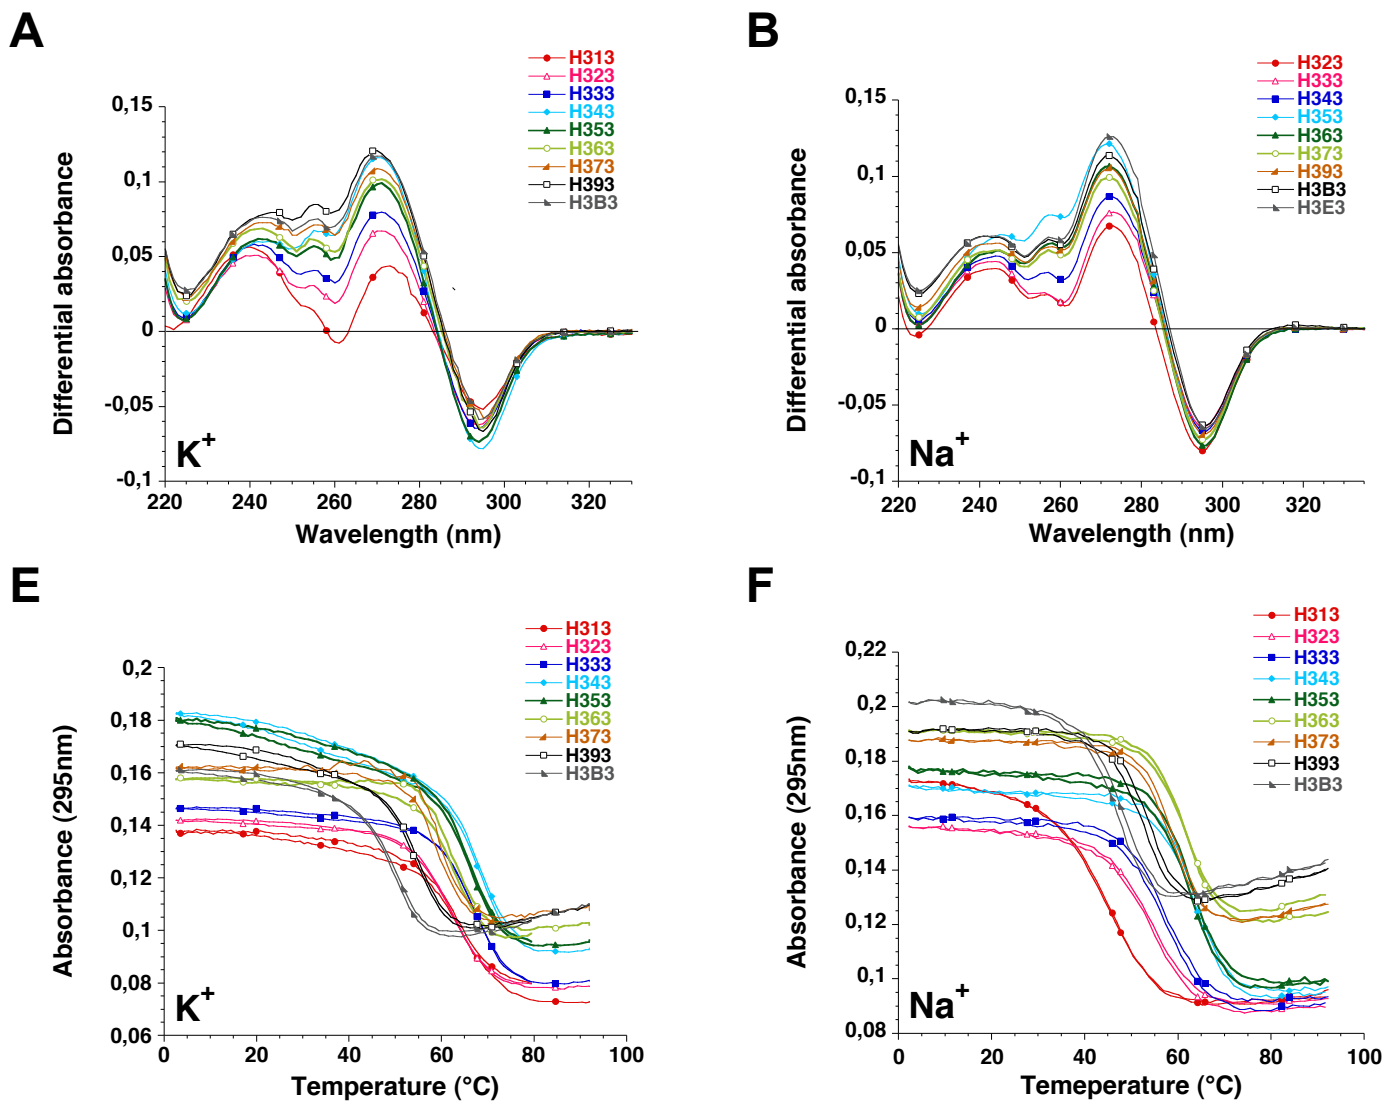 A
H313
H323
H333
H343
H353
H363
H373
H393
H3B3
0,15
0,1
0,05
0
-0,05
-0,1
Differential absorbance
K+
220
240
260
280
300
320
Wavelength (nm)
B
H323
H333
H343
H353
H363
H373
H393
H3B3
H3E3
0,15
0,1
0,05
0
-0,05
-0,1
Differential absorbance
Na+
220
240
260
280
300
320
Wavelength (nm)
E
H313
H323
H333
H343
H353
H363
H373
H393
H3B3
0,2
0,18
0,16
0,14
0,12
0,1
0,08
0,06
Absorbance (295nm)
K+
0
20
40
60
80
100
Temperature (°C)
F
H313
H323
H333
H343
H353
H363
H373
H393
H3B3
0,22
0,2
0,18
0,16
0,14
0,12
0,1
0,08
Absorbance (295nm)
Na+
0
20
40
60
80
100
Temeperature (°C)